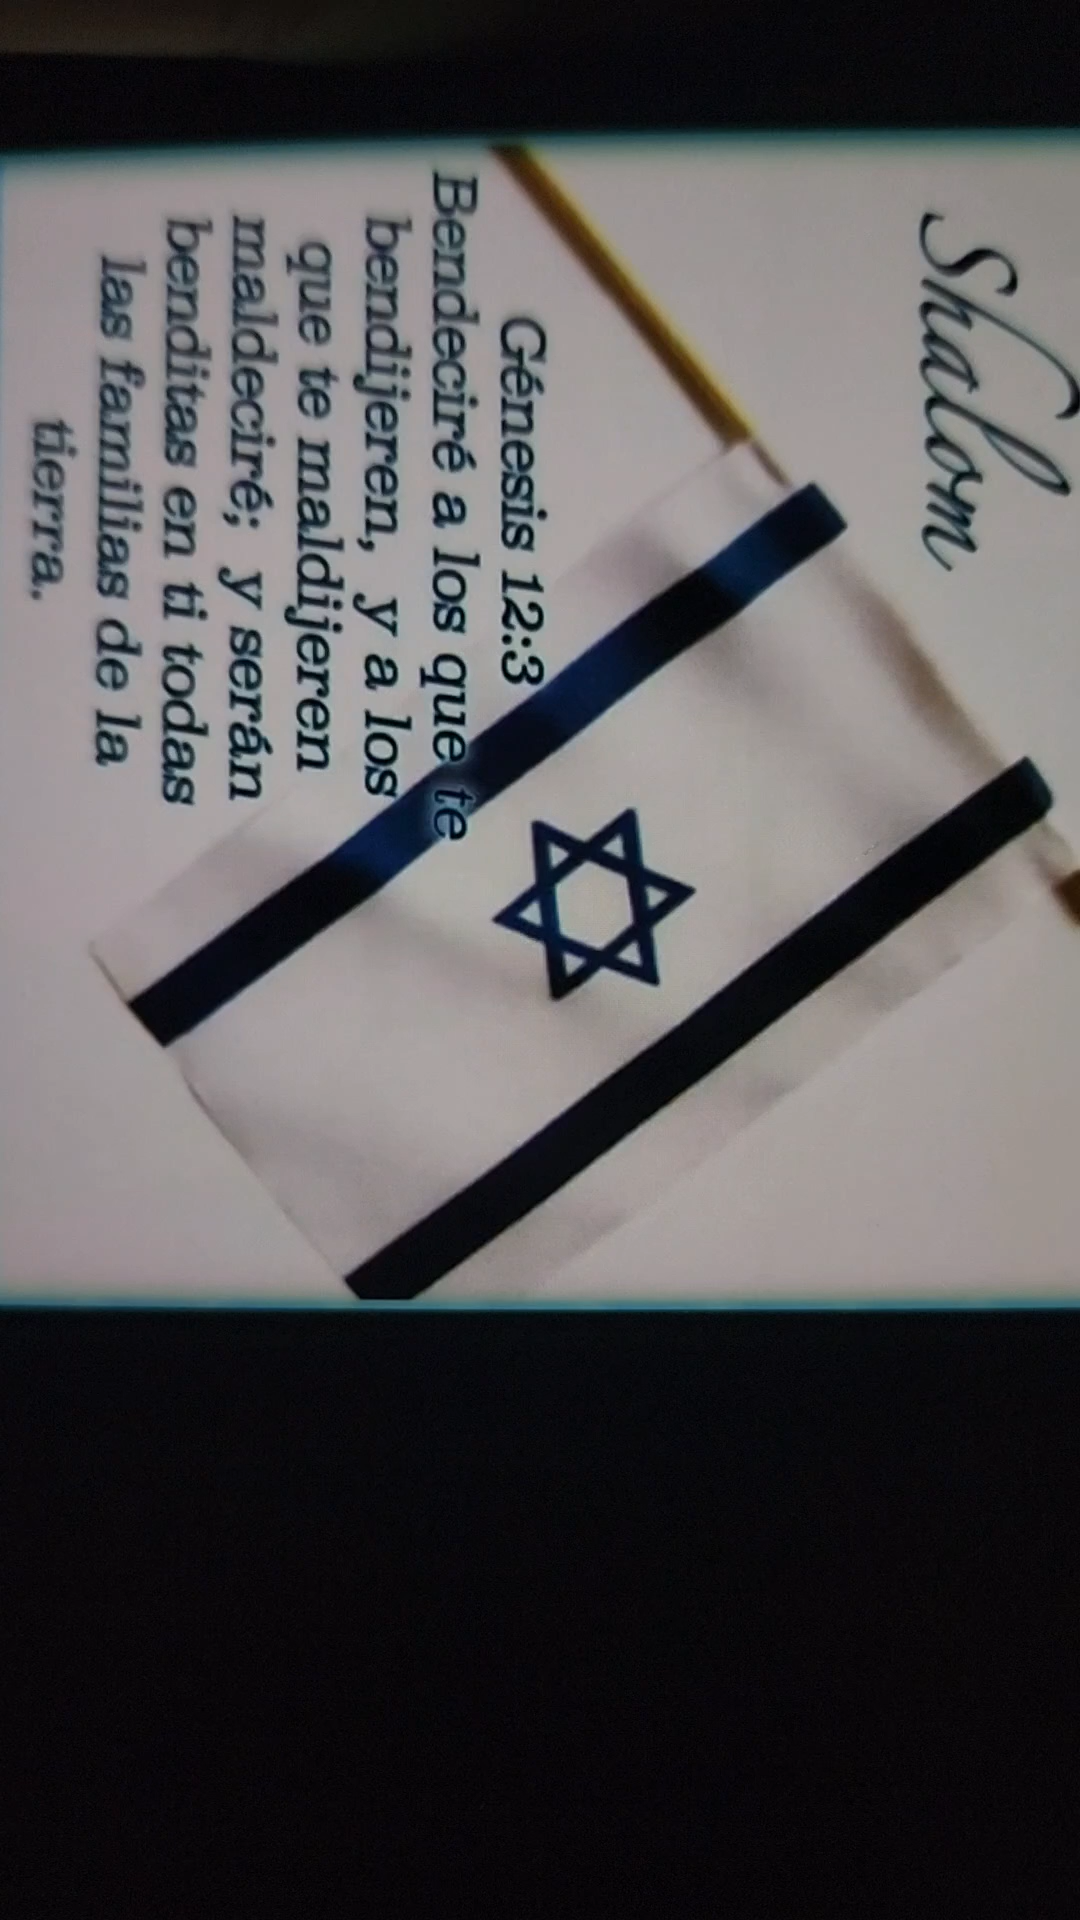 Shalom
Génesis 12:3
Bendeciré a los que te
bendijeren, y a los
que te maldijeren
maldeciré; y serán
benditas en ti todas
las familias de la
tierra.